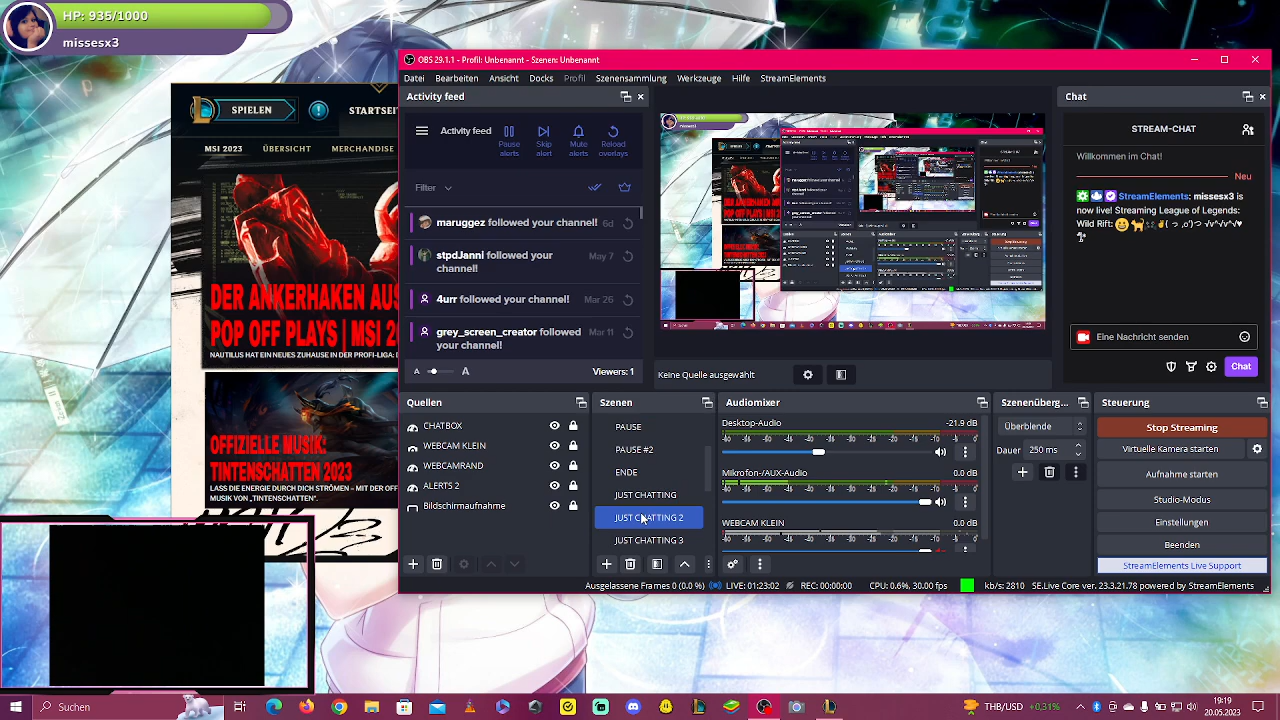 HP: 935/1000
missesx3
SPIELEN
STARTSEI
MSI 2023 ÜBERSICHT MERCHANDISE
DER ANKERHAKEN AUS
POP OFF PLAYS | MSI 2
NAUTILUS HAT EIN NEUES ZUHAUSE IN DER PROFI-LIGA:
OFFIZIELLE MUSIK:
TINTENSCHATTEN 2023
LASS DIE ENERGIE DURCH DICH STRÖMEN – MIT DER OFF
MUSIK VON „TINTENSCHATTEN“.
OBS 29.1.1 - Profil: Unbenannt - Szenen: Unbenannt
Datei Bearbeiten Ansicht Docks Profil Szenensammlung Werkzeuge Hilfe StreamElements
Activity feed
Activity feed
Pause alerts
Skip alert
Mute alerts
Reload overlays
Filter
maruggez followed your channel! 6d
stpdJanni followed your channel! May 7
followed your channel! Mar 26
grey_screen_creator followed your channel! Mar 11
A A Viewers: 1
Keine Quelle ausgewählt
Chat
STREAM-CHAT
Willkommen im Chat!
Neu
StreamElements: missesx3 is
now live! Streaming League of Legends:
Wild Rift:
Eine Nachricht senden
Chat
Quellen
CHATBOX
WEBCAM KLEIN
WEBCAMRAND
ALERTS 2
Bildschirmaufnahme
Szenen
PAUSE
PAUSE #2
ENDE
JUST CHATTING
JUST CHATTING 2
JUST CHATTING 3
Audiomixer
Desktop-Audio -21.9 dB
Mikrofon-/AUX-Audio 0.0 dB
WEBCAM KLEIN 0.0 dB
Szenenüberg...
Überblende
Dauer 250 ms
Steuerung
Stop Streaming
Virtuelle Kamera starten
Aufnahme starten
Studio-Modus
Einstellungen
Beenden
StreamElements Live Support
Ausgelassene Frames 0 (0.0 %) LIVE: 01:23:02 REC: 00:00:00 CPU: 0.6%, 30.00 fps kb/s: 2810 SE.Live Core ver. 23.3.21.78 powered by StreamElements
Suchen
THB/USD +0,31%
19:19
20.05.2023